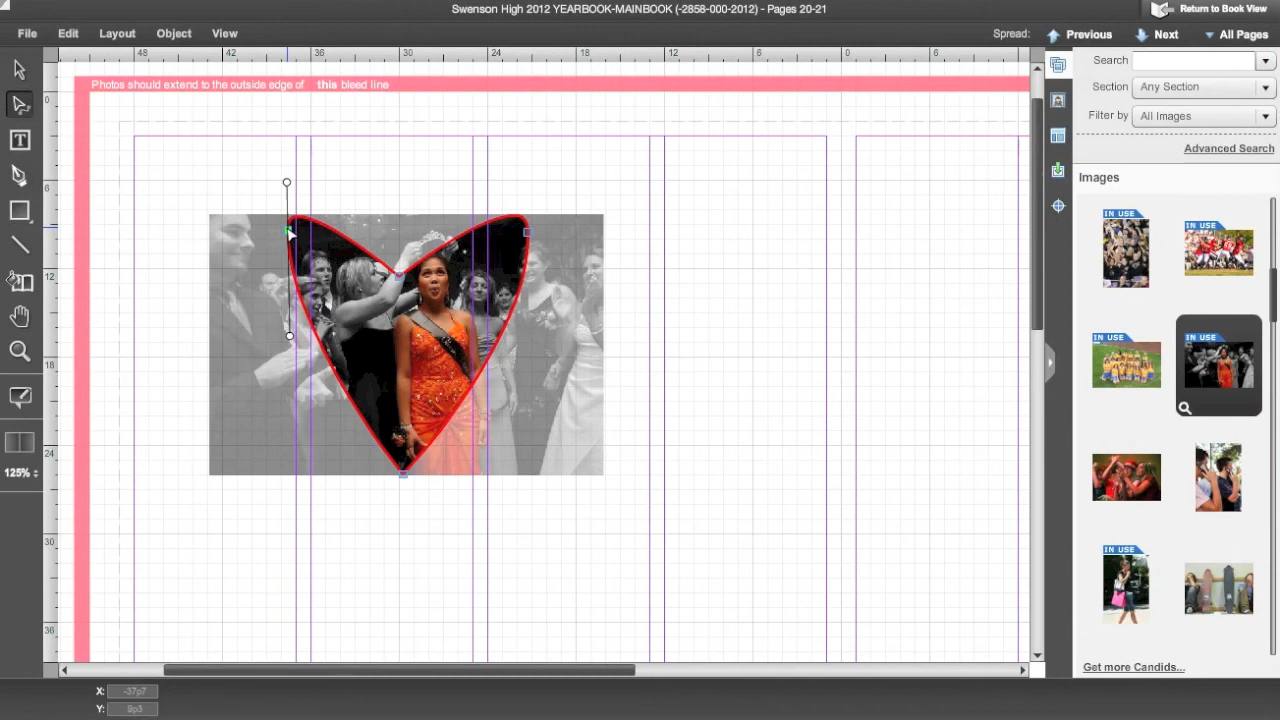 Swenson High 2012 YEARBOOK-MAINBOOK (-2858-000-2012) - Pages 20-21
Return to Book View
File Edit Layout Object View
Spread: Previous Next All Pages
48 42 36 30 24 18 12 6 0 6
Search
Photos should extend to the outside edge of this bleed line
Section Any Section
0
Filter by All Images
Advanced Search
Images
6
IN USE
IN USE
12
IN USE
IN USE
T
18
24
125%
30
IN USE
36
Get more Candids...
X: -37p7
Y: 9p3